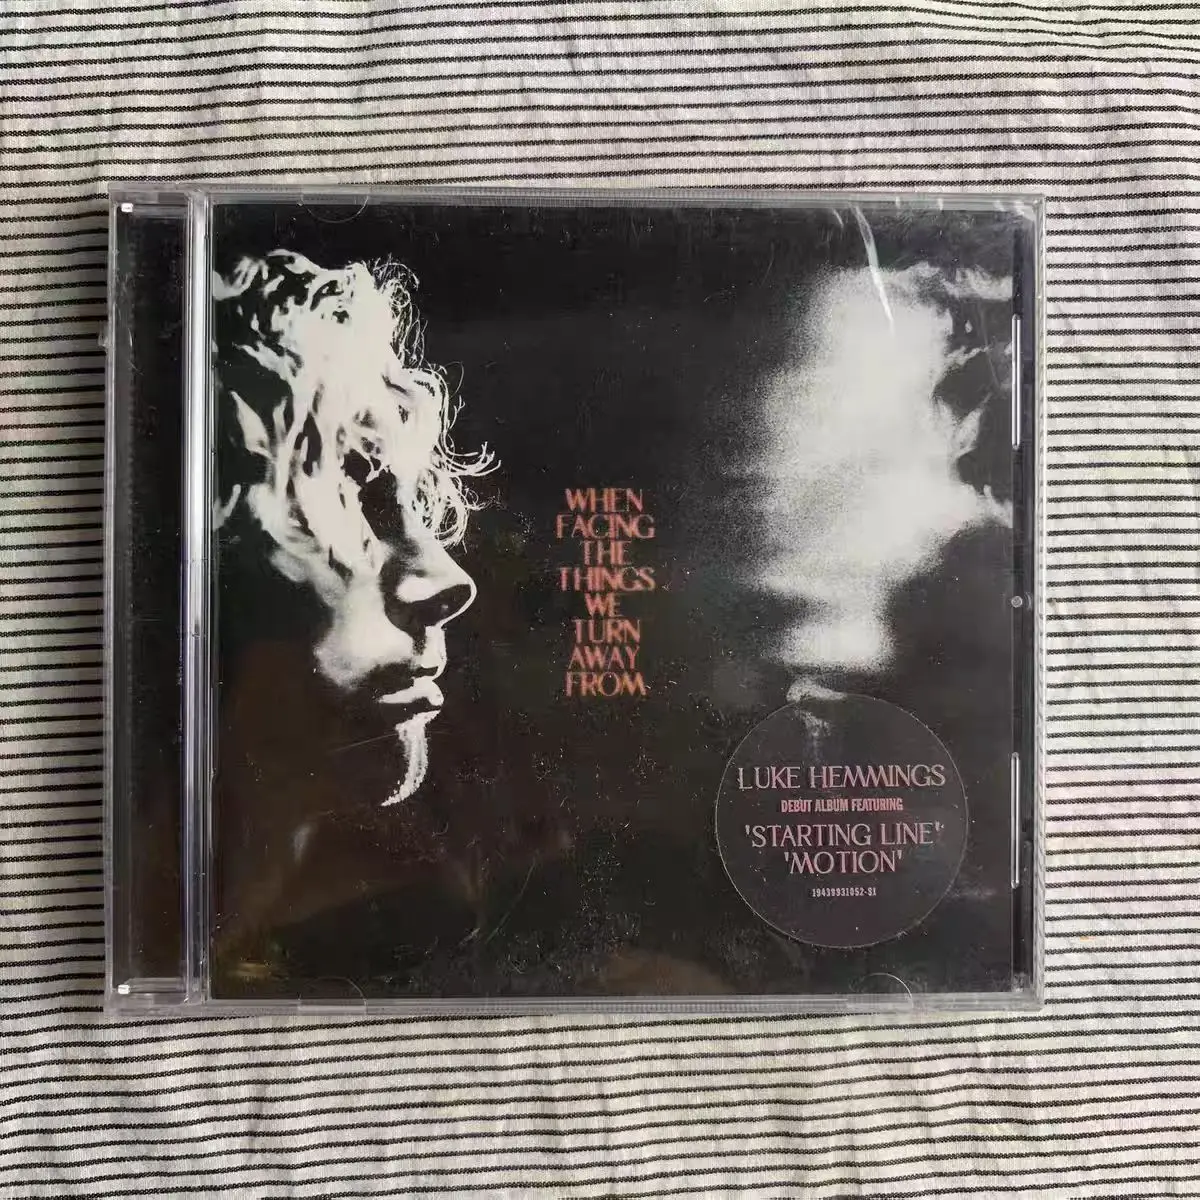 WHEN
FACING
THE
THINGS
WE
TURN
AWAY
FROM
LUKE HEMMINGS
DEBUT ALBUM FEATURING
'STARTING LINE'
'MOTION'
19439931052-S1